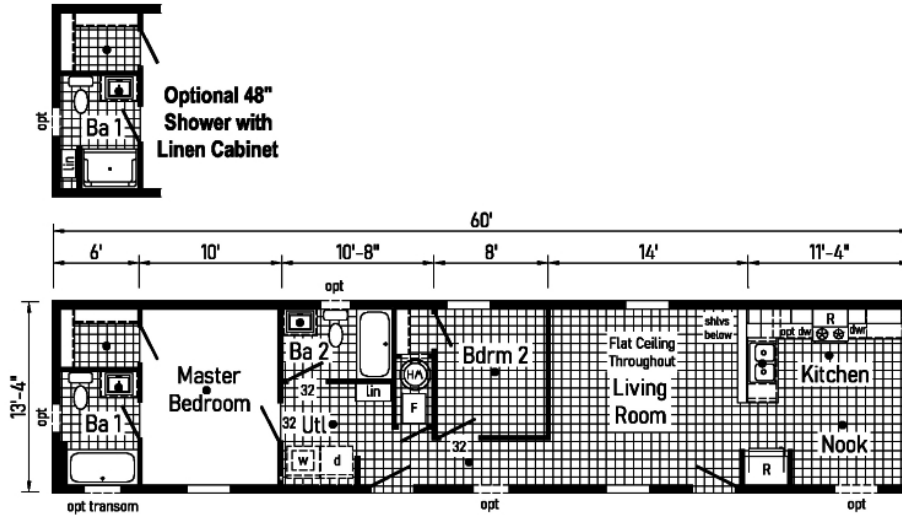 opt
Ba 1
lin
Optional 48"
Shower with
Linen Cabinet
60'
6'
10'
10'-8"
8'
14'
11'-4"
opt
13'-4"
opt
Ba 1
opt transom
Master
Bedroom
Ba 2
32
lin
32
Utl
w
d
HW
F
Bdrm 2
32
opt
Flat Ceiling
Throughout
Living
Room
shlvs
below
opt dw
R
dwr
Kitchen
Nook
R
opt